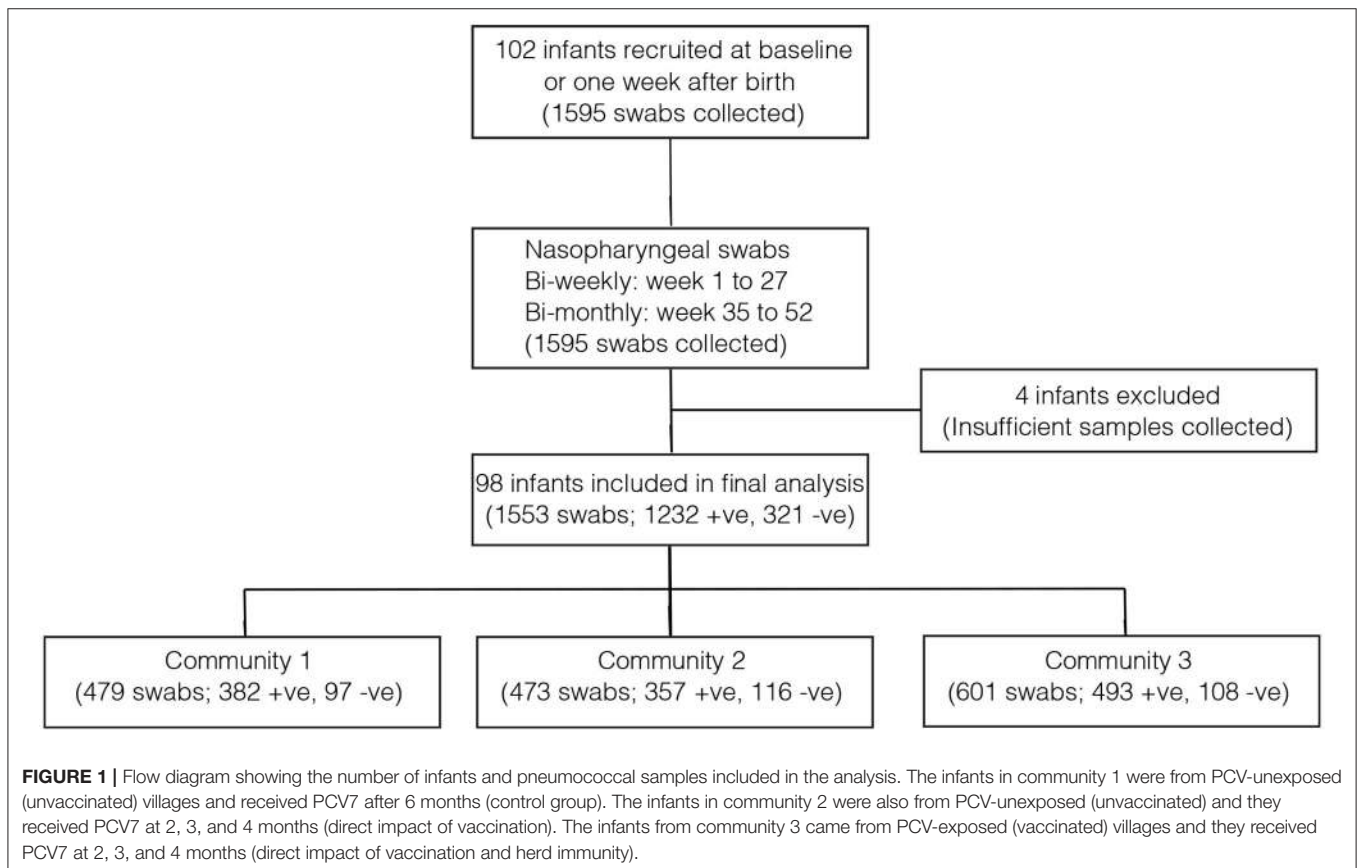 102 infants recruited at baseline
or one week after birth
(1595 swabs collected)
Nasopharyngeal swabs
Bi-weekly: week 1 to 27
Bi-monthly: week 35 to 52
(1595 swabs collected)
4 infants excluded
(Insufficient samples collected)
98 infants included in final analysis
(1553 swabs; 1232 +ve, 321 -ve)
Community 1
(479 swabs; 382 +ve, 97 -ve)
Community 2
(473 swabs; 357 +ve, 116 -ve)
Community 3
(601 swabs; 493 +ve, 108 -ve)
FIGURE 1 | Flow diagram showing the number of infants and pneumococcal samples included in the analysis. The infants in community 1 were from PCV-unexposed
(unvaccinated) villages and received PCV7 after 6 months (control group). The infants in community 2 were also from PCV-unexposed (unvaccinated) and they
received PCV7 at 2, 3, and 4 months (direct impact of vaccination). The infants from community 3 came from PCV-exposed (vaccinated) villages and they received
PCV7 at 2, 3, and 4 months (direct impact of vaccination and herd immunity).